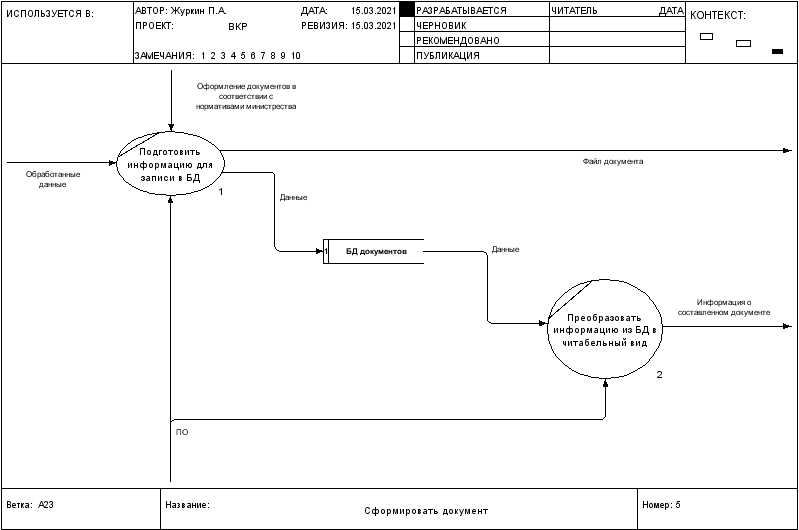 ИСПОЛЬЗУЕТСЯ В:
АВТОР: Журкин П.А.
ДАТА: 15.03.2021
ПРОЕКТ: ВКР
РЕВИЗИЯ: 15.03.2021
ЗАМЕЧАНИЯ: 1 2 3 4 5 6 7 8 9 10
РАЗРАБАТЫВАЕТСЯ
ЧЕРНОВИК
РЕКОМЕНДОВАНО
ПУБЛИКАЦИЯ
ЧИТАТЕЛЬ ДАТА
КОНТЕКСТ:
Оформление документов в
соответствии с
нормативами министрества
Подготовить
информацию для
записи в БД
1
Обработанные
данные
Файл документа
Данные
1 БД документов
Данные
Преобразовать
информацию из БД в
читабельный вид
2
Информация о
составленном документе
ПО
Ветка: A23
Название:
Сформировать документ
Номер: 5